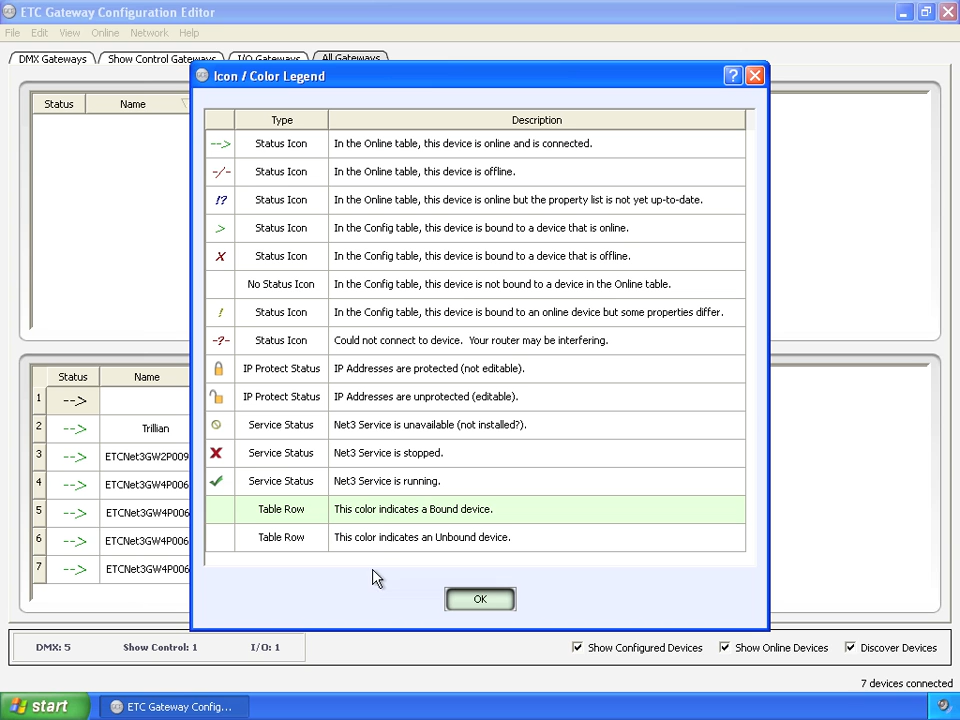 ETC Gateway Configuration Editor
File Edit View Online Network Help
DMX Gateways Show Control Gateways I/O Gateways All Gateways
Icon / Color Legend
Status Name
Type Description
--> Status Icon In the Online table, this device is online and is connected.
-/- Status Icon In the Online table, this device is offline.
!? Status Icon In the Online table, this device is online but the property list is not yet up-to-date.
> Status Icon In the Config table, this device is bound to a device that is online.
X Status Icon In the Config table, this device is bound to a device that is offline.
No Status Icon In the Config table, this device is not bound to a device in the Online table.
! Status Icon In the Config table, this device is bound to an online device but some properties differ.
-?- Status Icon Could not connect to device. Your router may be interfering.
IP Protect Status IP Addresses are protected (not editable).
IP Protect Status IP Addresses are unprotected (editable).
Service Status Net3 Service is unavailable (not installed?).
Service Status Net3 Service is stopped.
Service Status Net3 Service is running.
Table Row This color indicates a Bound device.
Table Row This color indicates an Unbound device.
OK
Status Name
1 -->
2 --> Trillian
3 --> ETCNet3GW2P009
4 --> ETCNet3GW4P006
5 --> ETCNet3GW4P006
6 --> ETCNet3GW4P006
7 --> ETCNet3GW4P006
DMX: 5 Show Control: 1 I/O: 1 Show Configured Devices Show Online Devices Discover Devices
7 devices connected
start ETC Gateway Config...